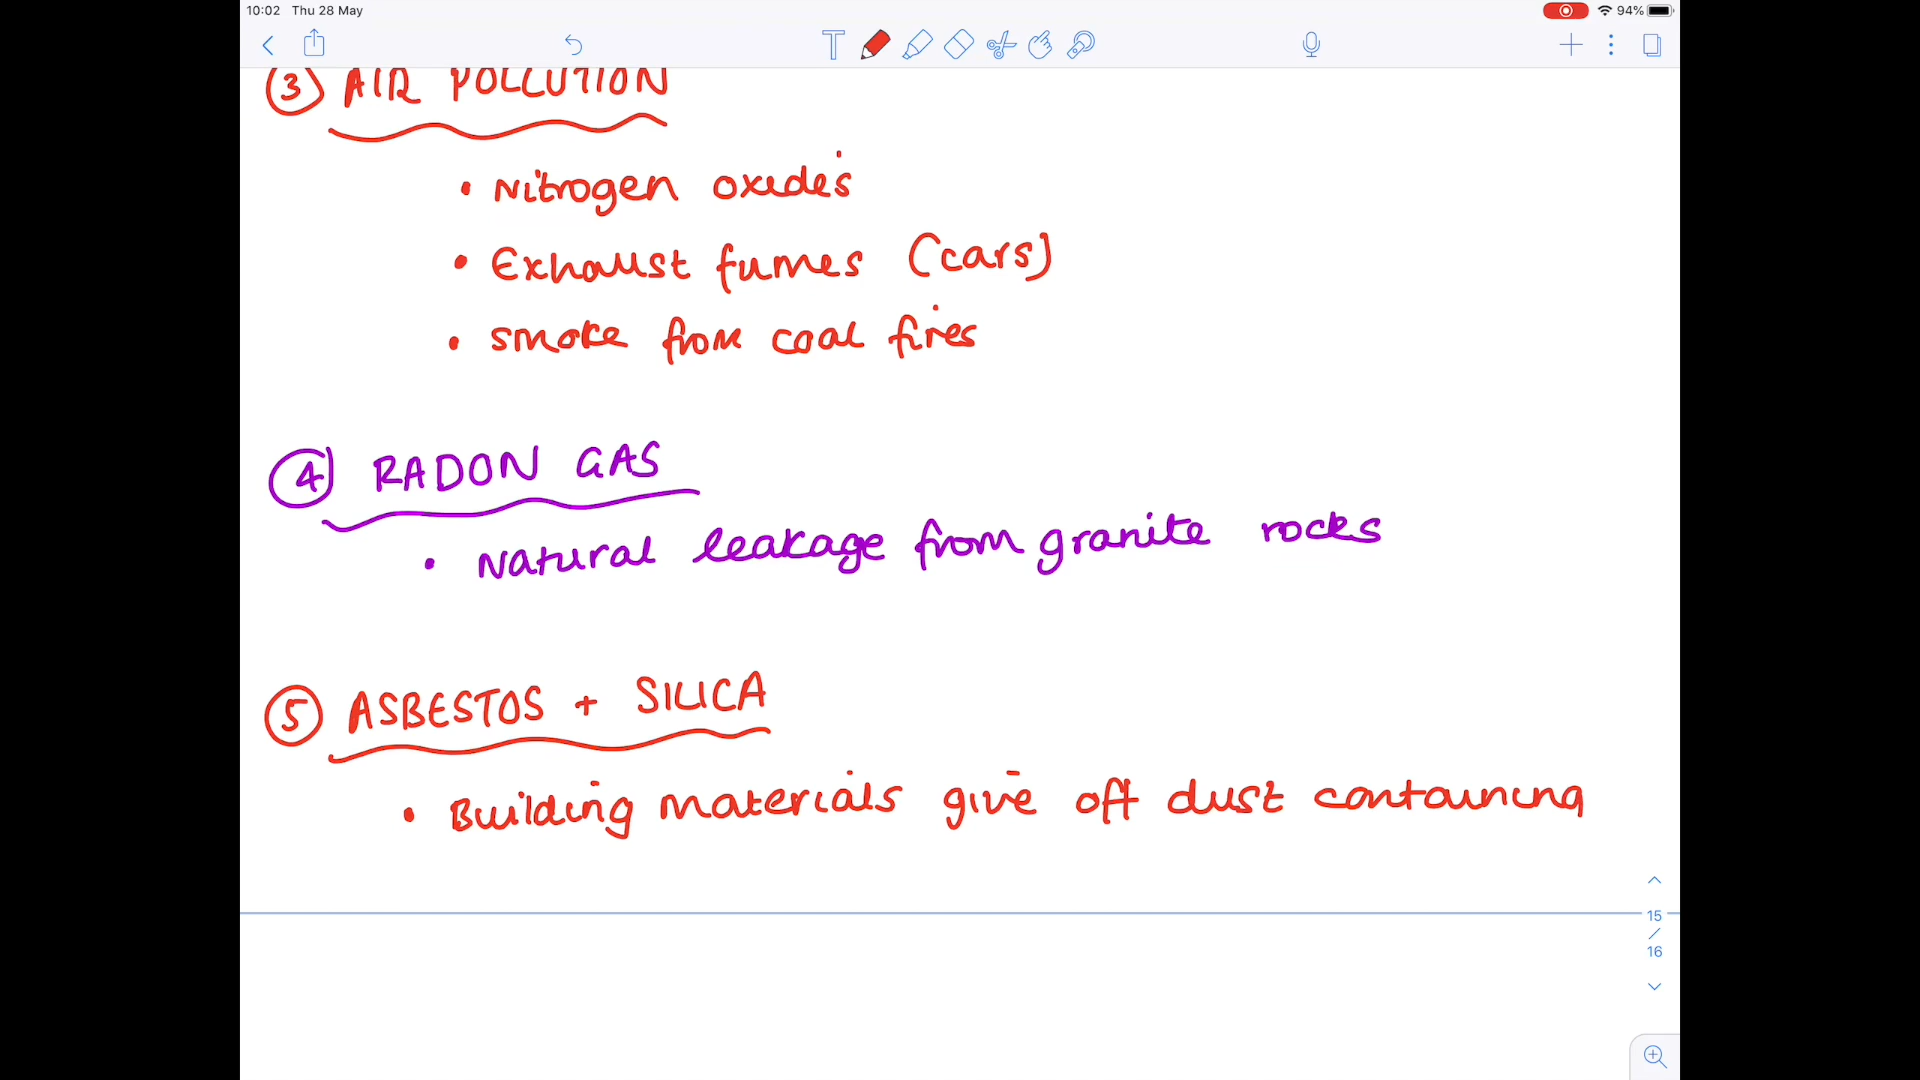 10:02 Thu 28 May
94%
3 AIR POLLUTION
• Nitrogen oxides
• Exhaust fumes (cars)
• smoke from coal fires
4 RADON GAS
• Natural leakage from granite rocks
5 ASBESTOS + SILICA
• Building materials give off dust containing
15
/
16